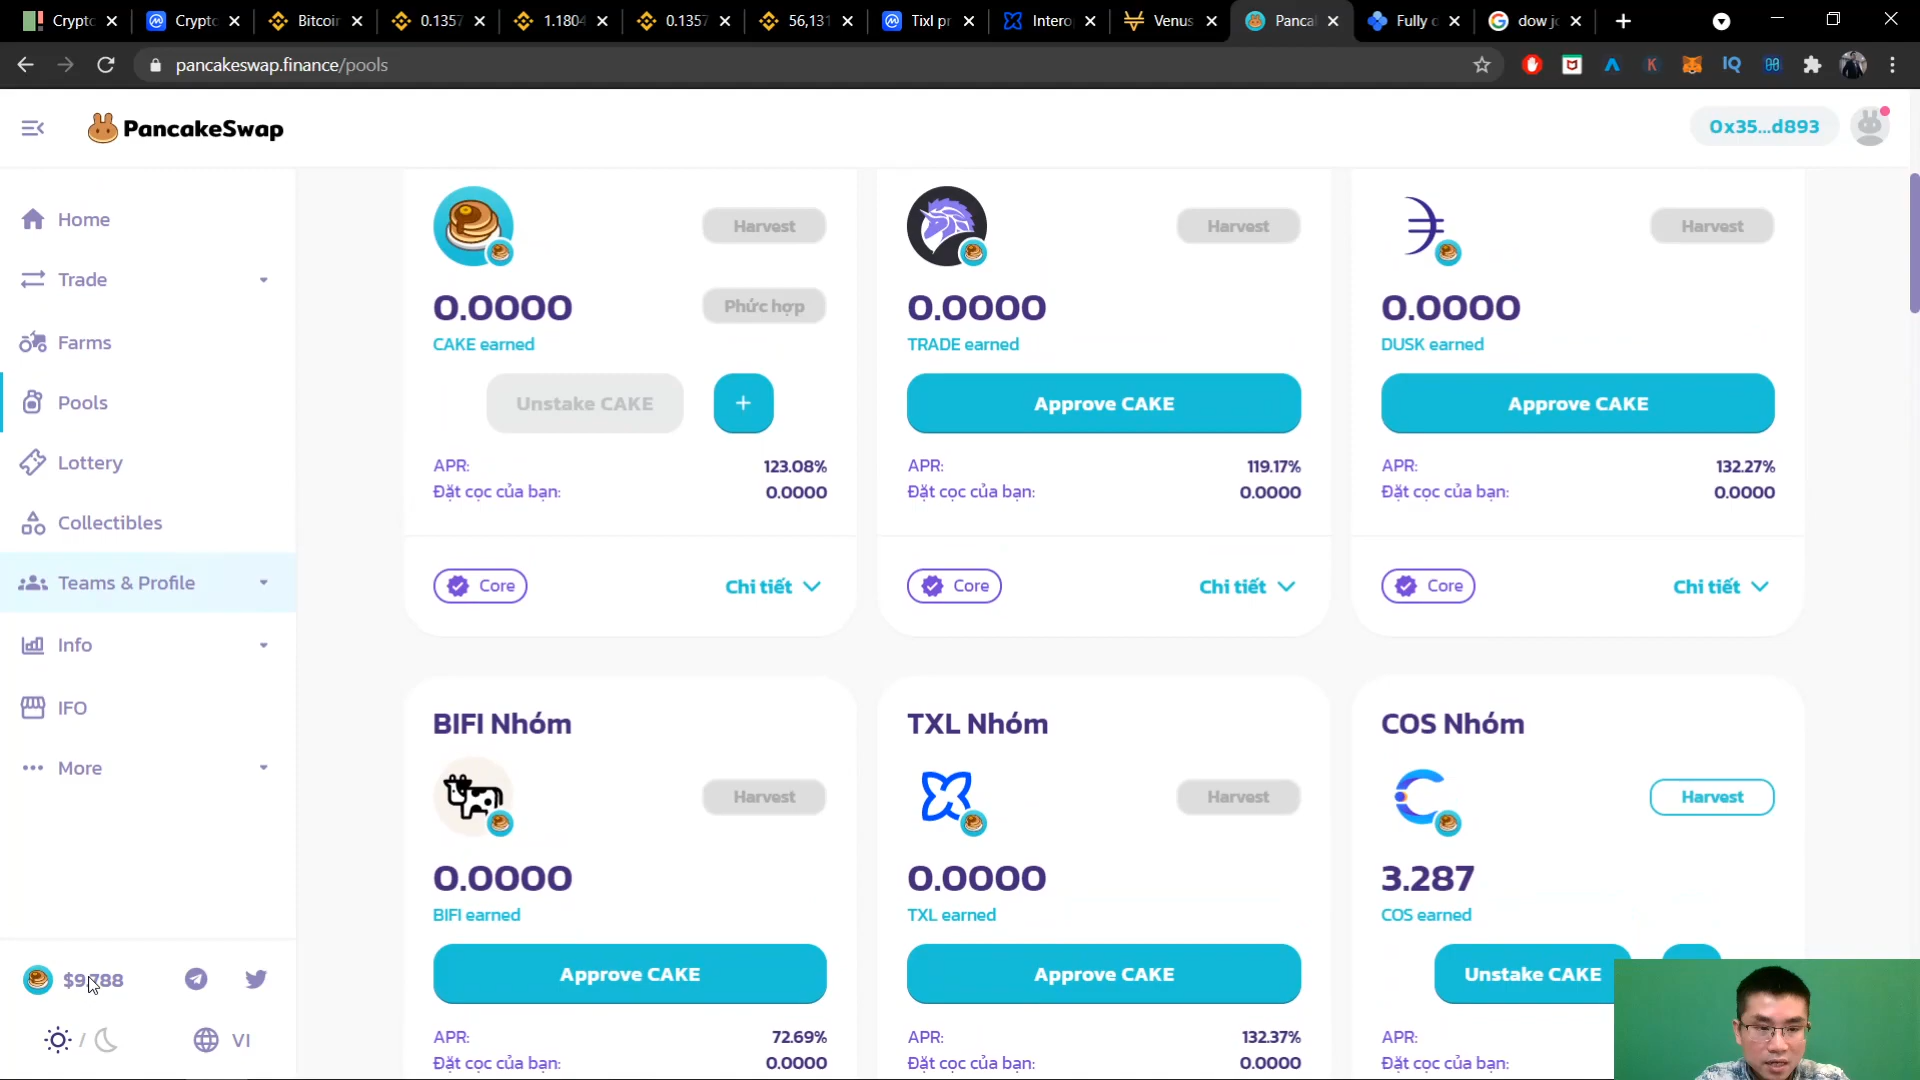 Crypto
Crypto
Bitcoin
0.1357
1.1804
0.1357
56,131
Tixl pr
Intero
Venus
Panca
Fully
dow jo
pancakeswap.finance/pools
PancakeSwap
0x35...d893
Home
Trade
Farms
Pools
Lottery
Collectibles
Teams & Profile
Info
IFO
More
VI
Harvest
0.0000
Phức hợp
CAKE earned
Unstake CAKE
+
APR: 123.08%
Đặt cọc của bạn: 0.0000
Core
Chi tiết
Harvest
0.0000
TRADE earned
Approve CAKE
APR: 119.17%
Đặt cọc của bạn: 0.0000
Core
Chi tiết
Harvest
0.0000
DUSK earned
Approve CAKE
APR: 132.27%
Đặt cọc của bạn: 0.0000
Core
Chi tiết
BIFI Nhóm
Harvest
0.0000
BIFI earned
Approve CAKE
APR: 72.69%
Đặt cọc của bạn: 0.0000
TXL Nhóm
Harvest
0.0000
TXL earned
Approve CAKE
APR: 132.37%
Đặt cọc của bạn: 0.0000
COS Nhóm
Harvest
3.287
COS earned
Unstake CAKE
APR:
Đặt cọc của bạn: